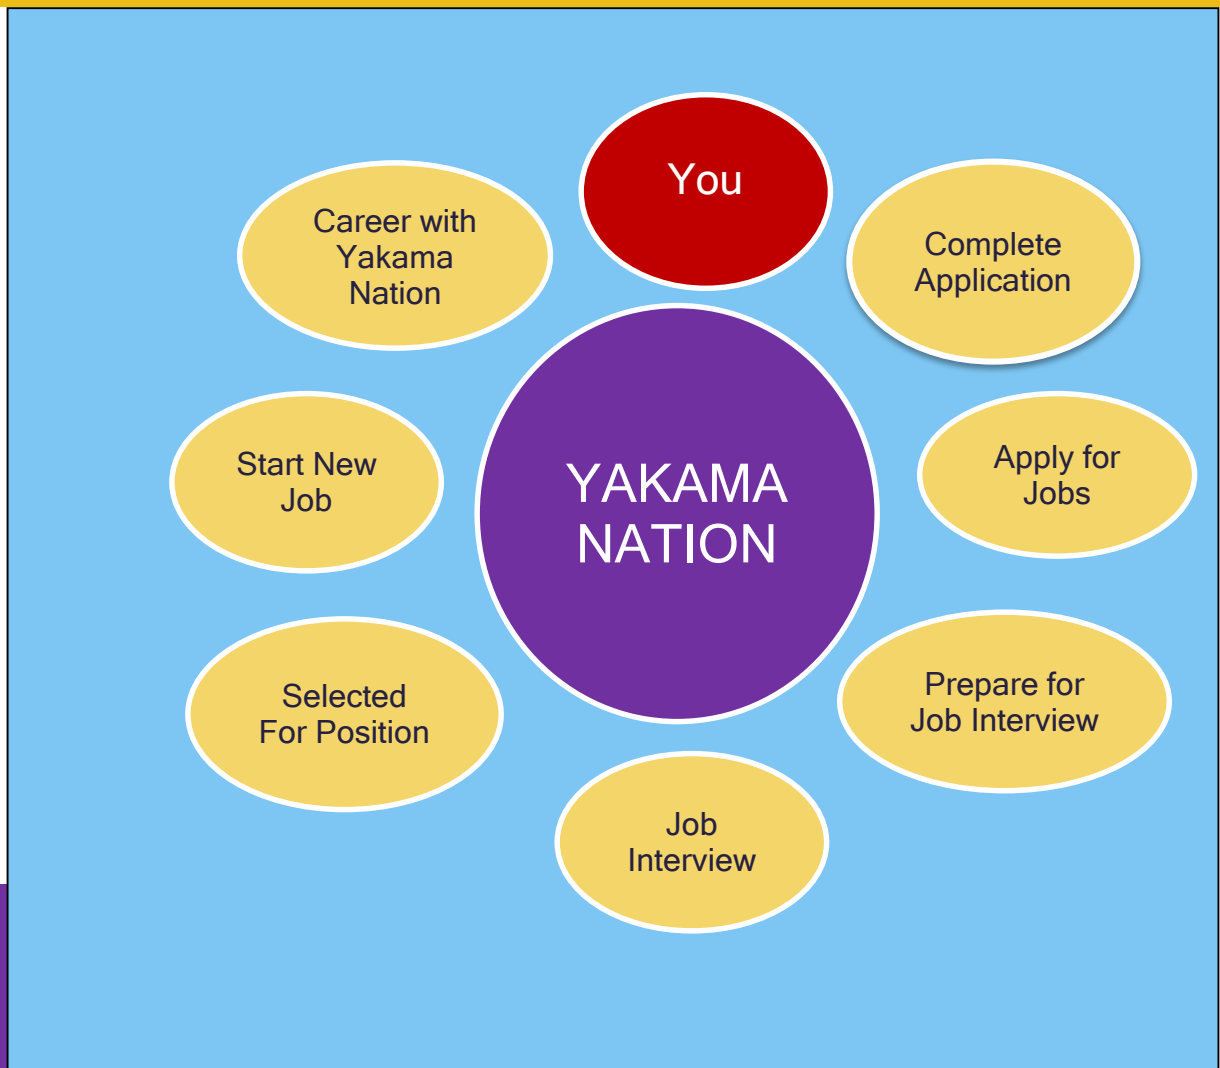 You
Complete
Application
Apply for
Jobs
Prepare for
Job Interview
Job
Interview
Selected
For Position
Start New
Job
Career with
Yakama
Nation
YAKAMA
NATION